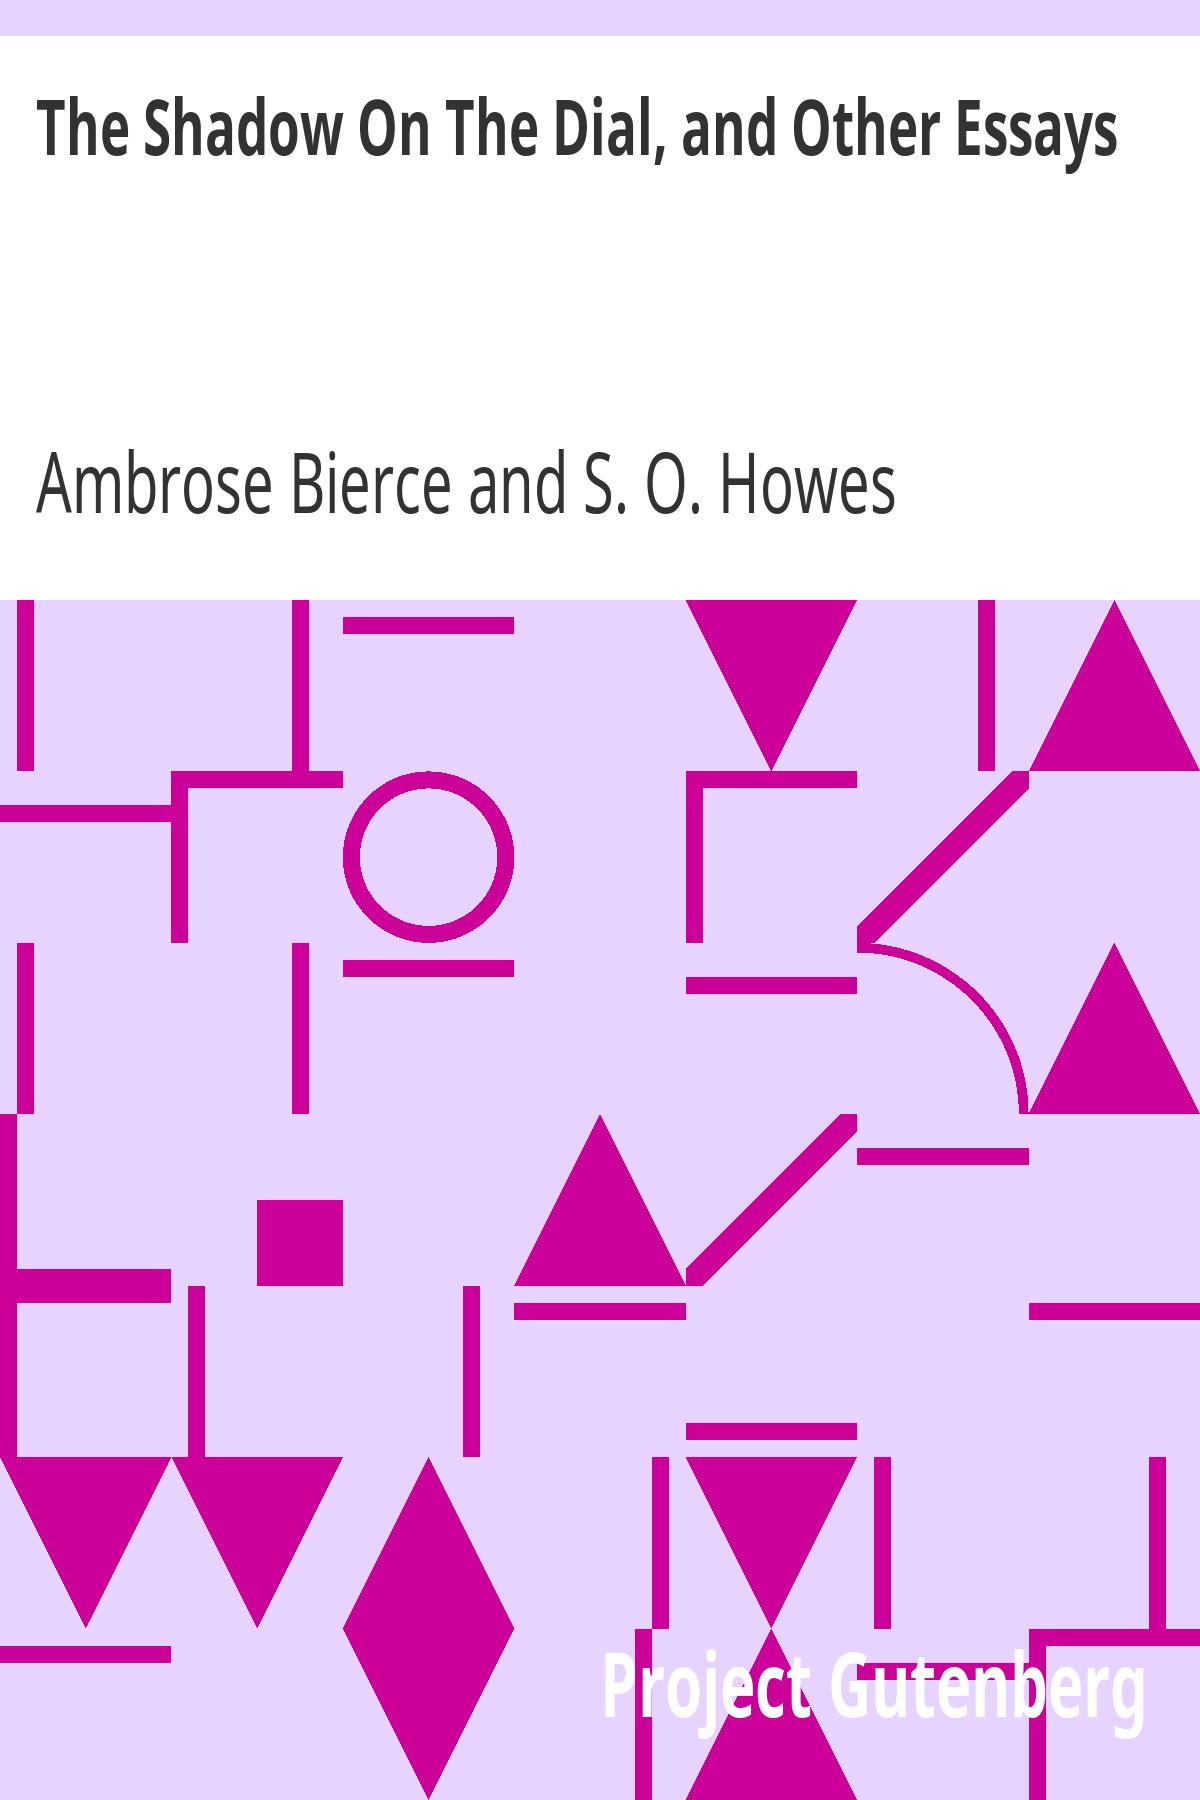 The Shadow On The Dial, and Other Essays
Ambrose Bierce and S. O. Howes
Project Gutenberg